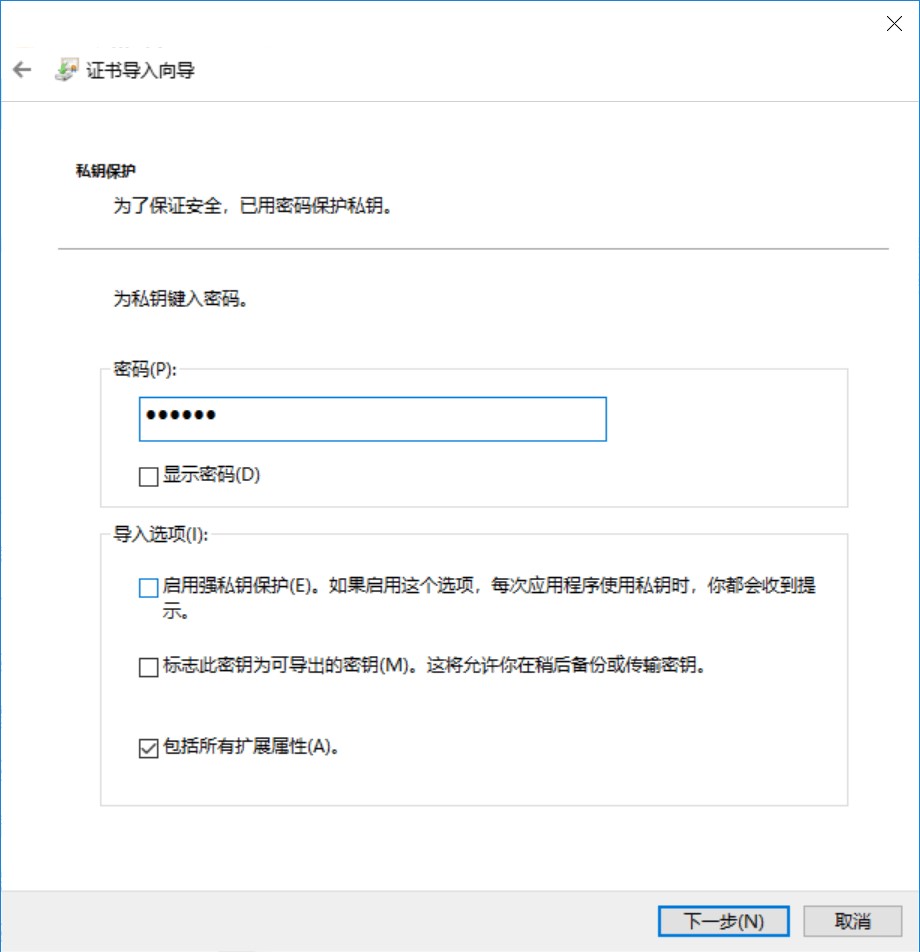 证书导入向导
私钥保护
为了保证安全，已用密码保护私钥。
为私钥键入密码。
密码(P):
••••••
显示密码(D)
导入选项(I):
启用强私钥保护(E)。如果启用这个选项，每次应用程序使用私钥时，你都会收到提
示。
标志此密钥为可导出的密钥(M)。这将允许你在稍后备份或传输密钥。
包括所有扩展属性(A)。
下一步(N)
取消